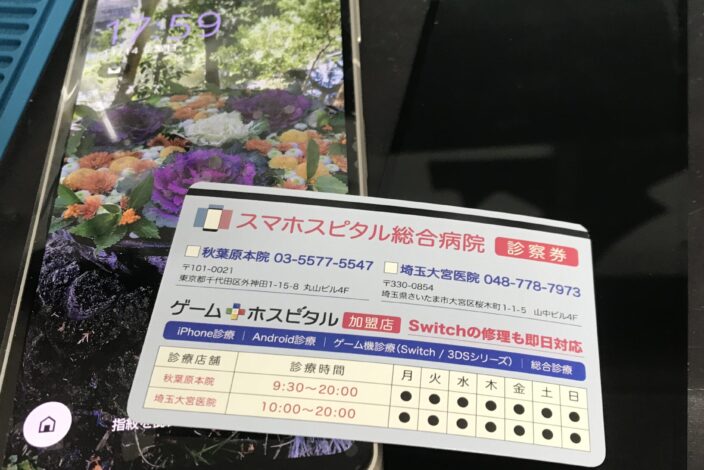 17:59
スマホスピタル総合病院 診察券
秋葉原本院 03-5577-5547
〒101-0021
東京都千代田区外神田1-15-8 丸山ビル4F
埼玉大宮医院 048-778-7973
〒330-0854
埼玉県さいたま市大宮区桜木町1-1-5 山中ビル4F
ゲームホスピタル 加盟店 Switchの修理も即日対応
iPhone診療 | Android診療 | ゲーム機診療(Switch / 3DSシリーズ) | 総合診療
診療店舗 診療時間 月 火 水 木 金 土 日
秋葉原本院 9:30～20:00 ● ● ● ● ● ● ●
埼玉大宮医院 10:00～20:00 ● ● ● ● ● ● ●
指紋